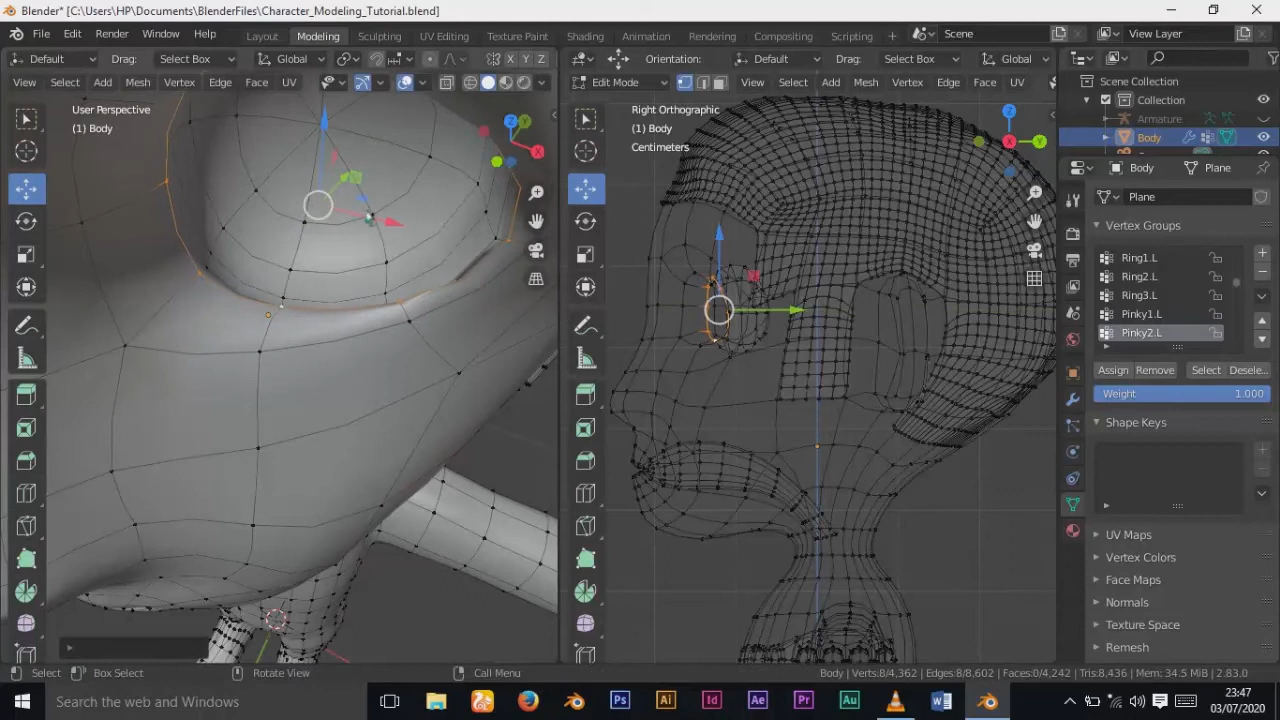 Blender* [C:\Users\HP\Documents\BlenderFiles\Character_Modeling_Tutorial.blend]
File Edit Render Window Help Layout Modeling Sculpting UV Editing Texture Paint Shading Animation Rendering Compositing Scripting + Scene View Layer
Default Drag: Select Box Global X Y Z Orientation: Default Drag: Select Box Global
View Select Add Mesh Vertex Edge Face UV Edit Mode View Select Add Mesh Vertex Edge Face UV
Scene Collection
Collection
Armature
Body
User Perspective
(1) Body
Z Y X
Right Orthographic
(1) Body
Centimeters
Z Y X
Body Plane
Plane
Vertex Groups
Ring1.L
Ring2.L
Ring3.L
Pinky1.L
Pinky2.L
Assign Remove Select Desele...
Weight 1.000
Shape Keys
UV Maps
Vertex Colors
Face Maps
Normals
Texture Space
Remesh
Select Box Select Rotate View Call Menu Body | Verts:8/4,362 | Edges:8/8,602 | Faces:0/4,242 | Tris:8,436 | Mem: 34.5 MiB | 2.83.0
Search the web and Windows Ps Ai Id Ae Pr Au W 23:47
03/07/2020